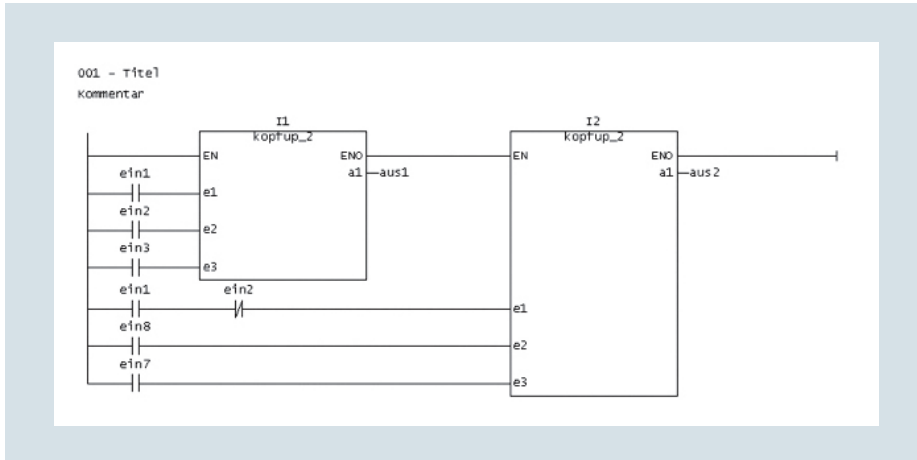 001 - Titel
Kommentar
I1
kopfup_2
I2
kopfup_2
EN
ENO
EN
ENO
ein1
a1
aus1
a1
aus2
e1
ein2
e2
ein3
e3
ein1
ein2
e1
ein8
e2
ein7
e3